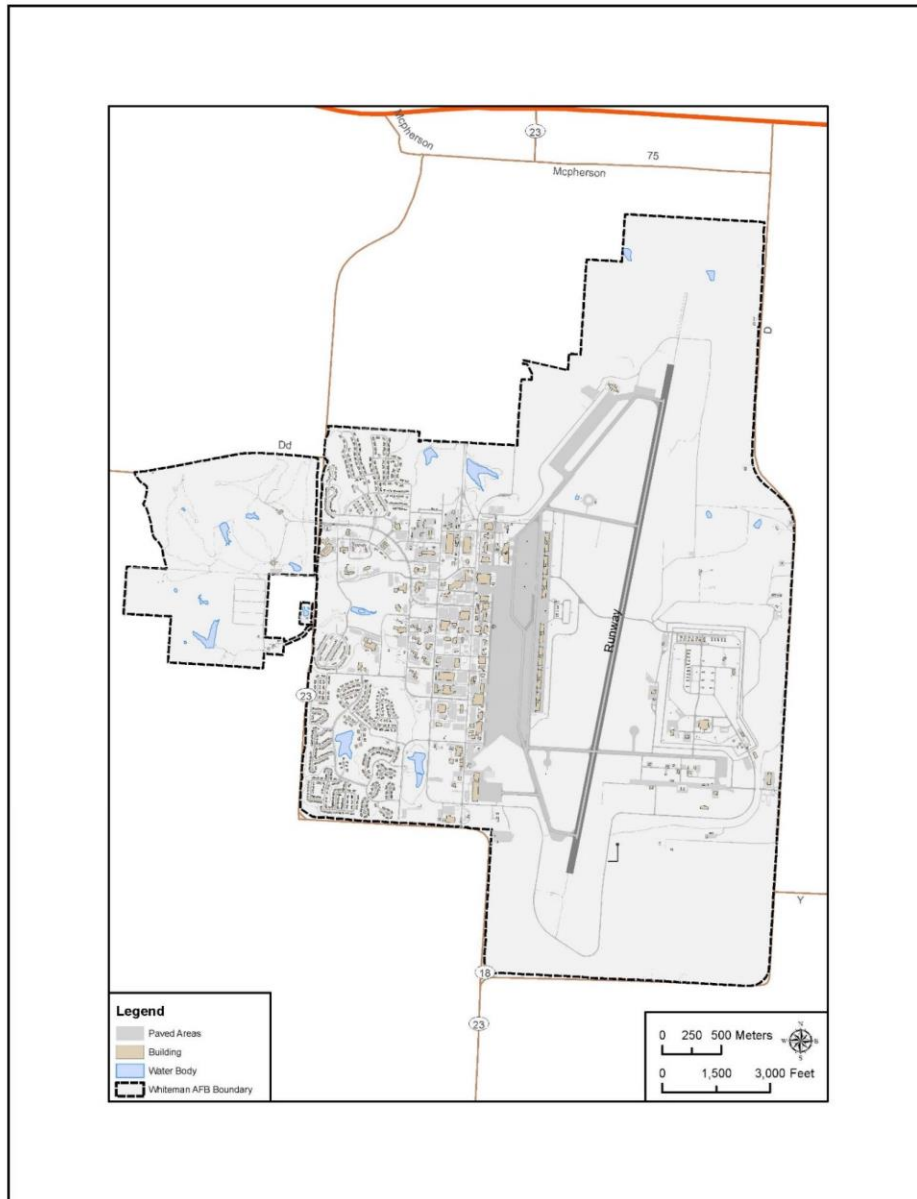 Mcpherson
23
75
Mcpherson
D
Dd
Runway
23
Y
18
23
Legend
Paved Areas
Building
Water Body
Whiteman AFB Boundary
0 250 500 Meters
0 1,500 3,000 Feet
N
W
E
S